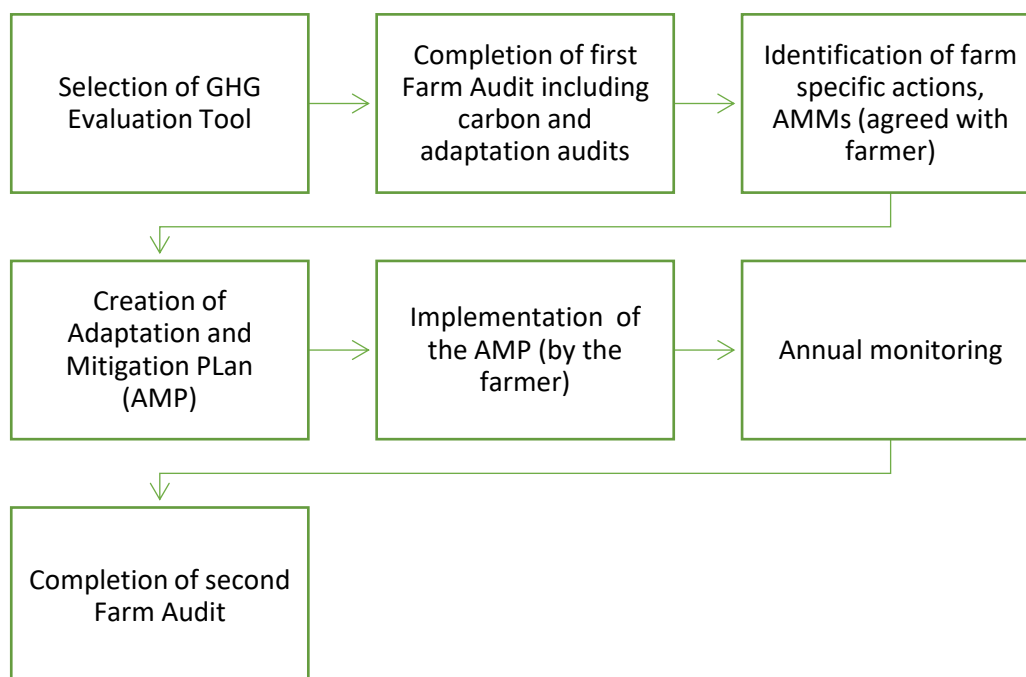 Selection of GHG
Evaluation Tool
Completion of first
Farm Audit including
carbon and
adaptation audits
Identification of farm
specific actions,
AMMs (agreed with
farmer)
Creation of
Adaptation and
Mitigation PLan
(AMP)
Implementation  of
the AMP (by the
farmer)
Annual monitoring
Completion of second
Farm Audit